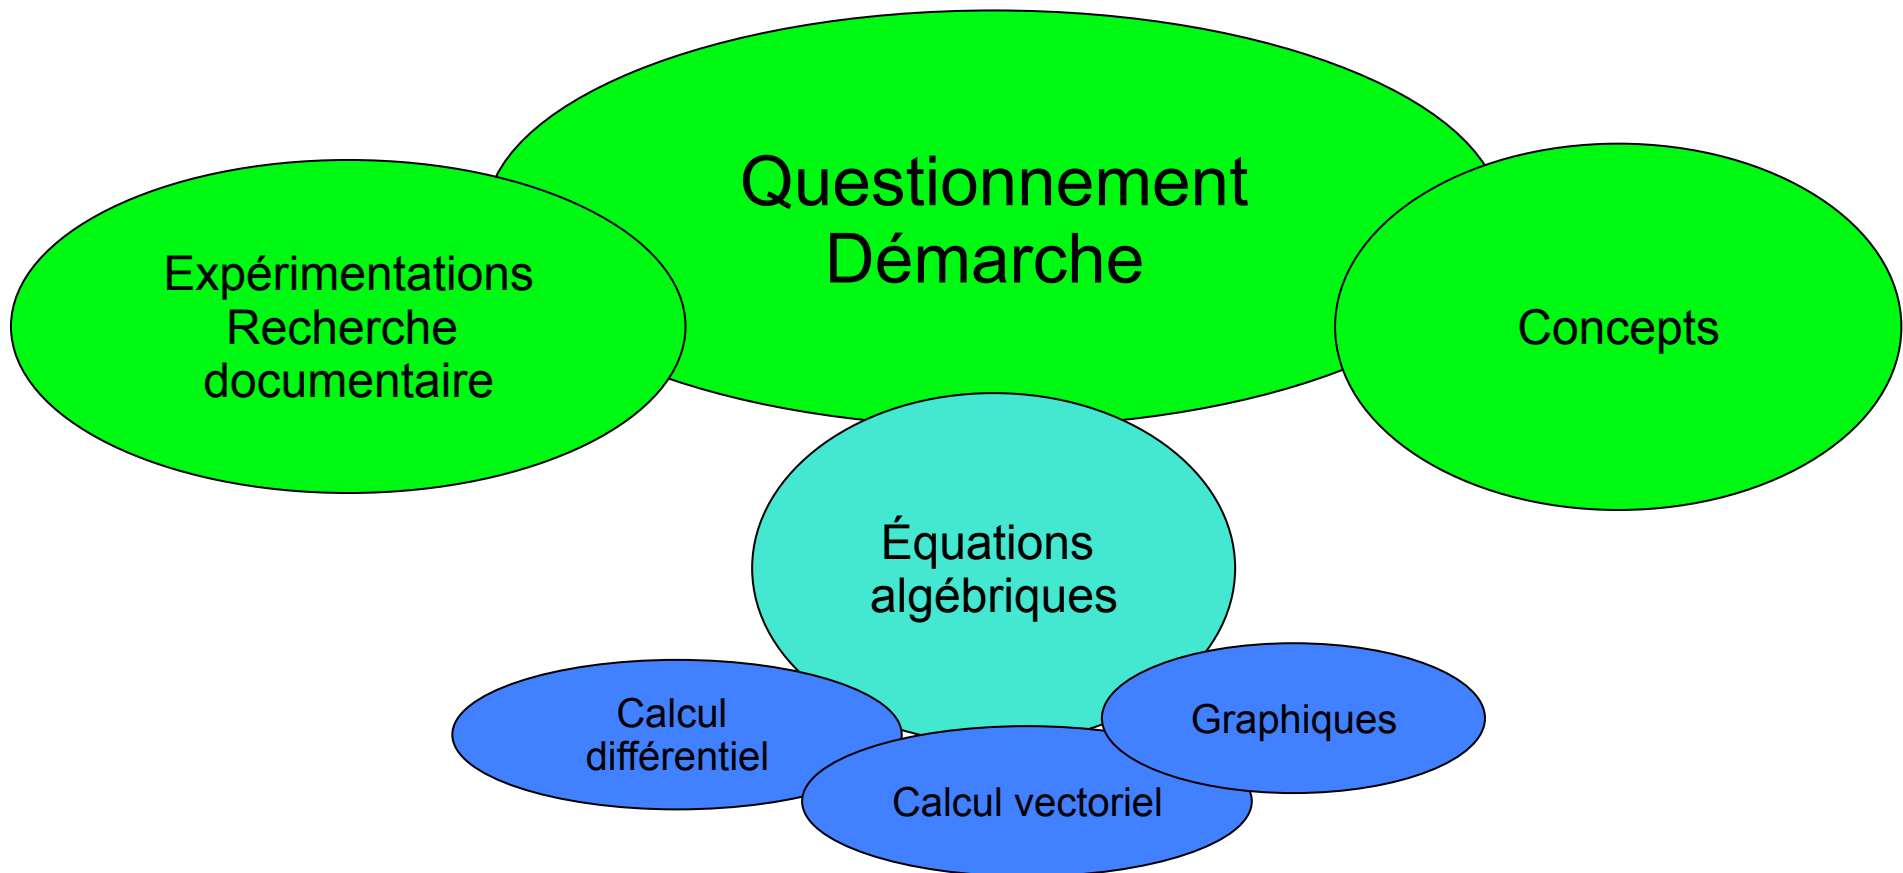 Questionnement
Démarche
Expérimentations
Recherche
documentaire
Concepts
Équations
algébriques
Calcul
différentiel
Calcul vectoriel
Graphiques